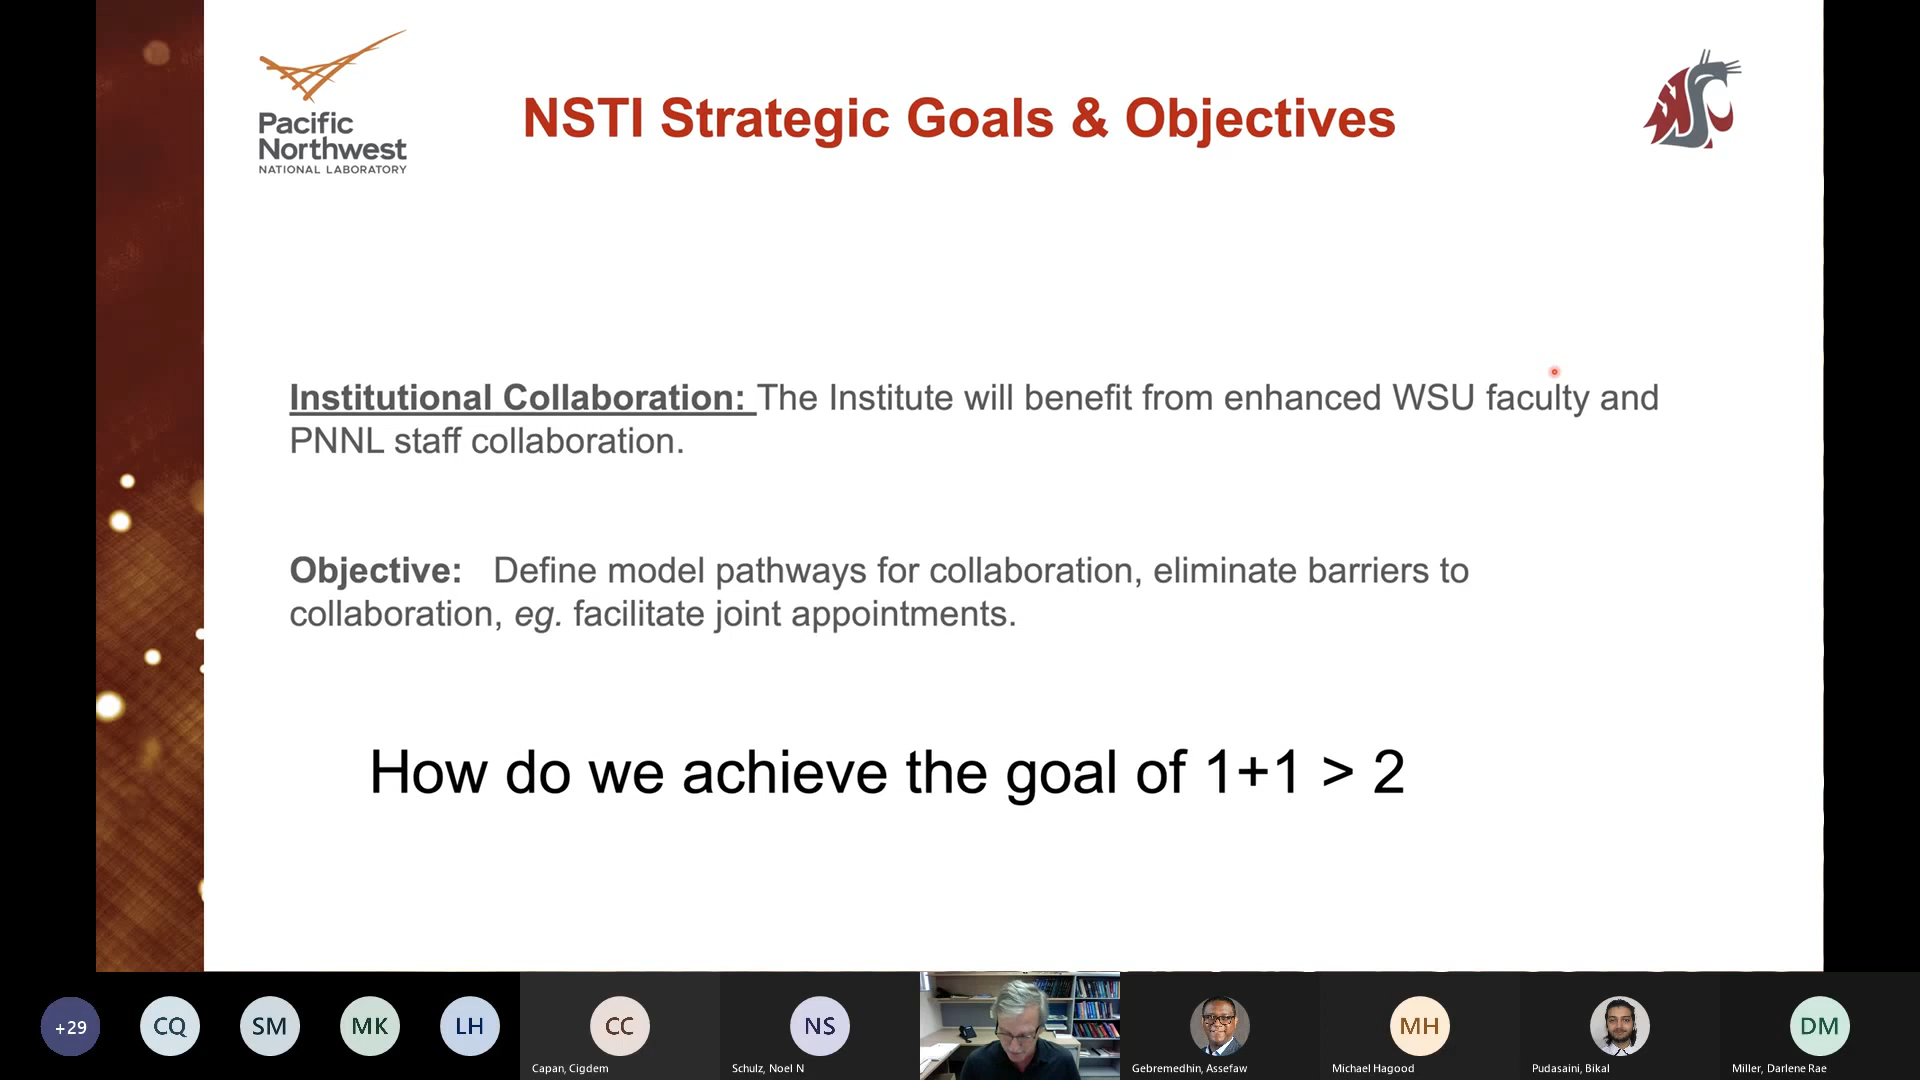 Pacific
Northwest
NATIONAL LABORATORY
NSTI Strategic Goals & Objectives
Institutional Collaboration: The Institute will benefit from enhanced WSU faculty and
PNNL staff collaboration.
Objective: Define model pathways for collaboration, eliminate barriers to
collaboration, eg. facilitate joint appointments.
How do we achieve the goal of 1+1 > 2
+29
CQ
SM
MK
LH
CC
NS
MH
DM
Capan, Cigdem
Schulz, Noel N
Gebremedhin, Assefaw
Michael Hagood
Pudasaini, Bikal
Miller, Darlene Rae